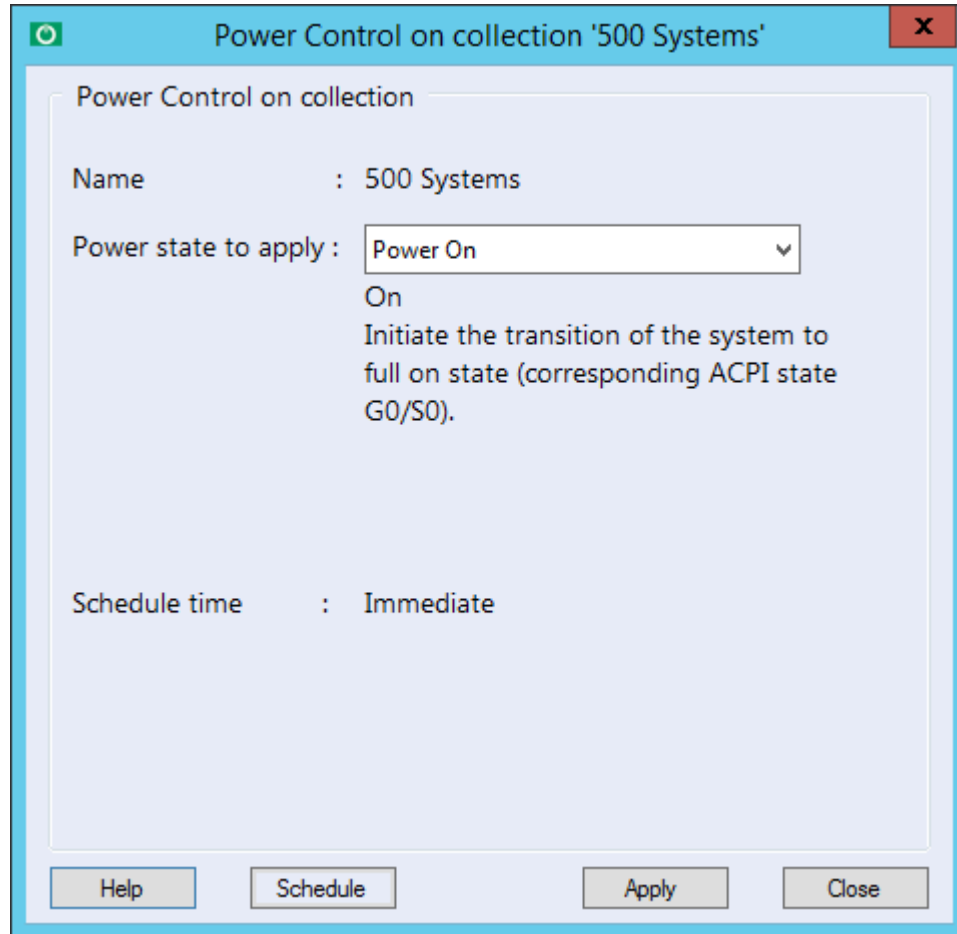 Power Control on collection '500 Systems'
x
Power Control on collection
Name : 500 Systems
Power state to apply : Power On
On
Initiate the transition of the system to
full on state (corresponding ACPI state
G0/S0).
Schedule time : Immediate
Help Schedule Apply Close